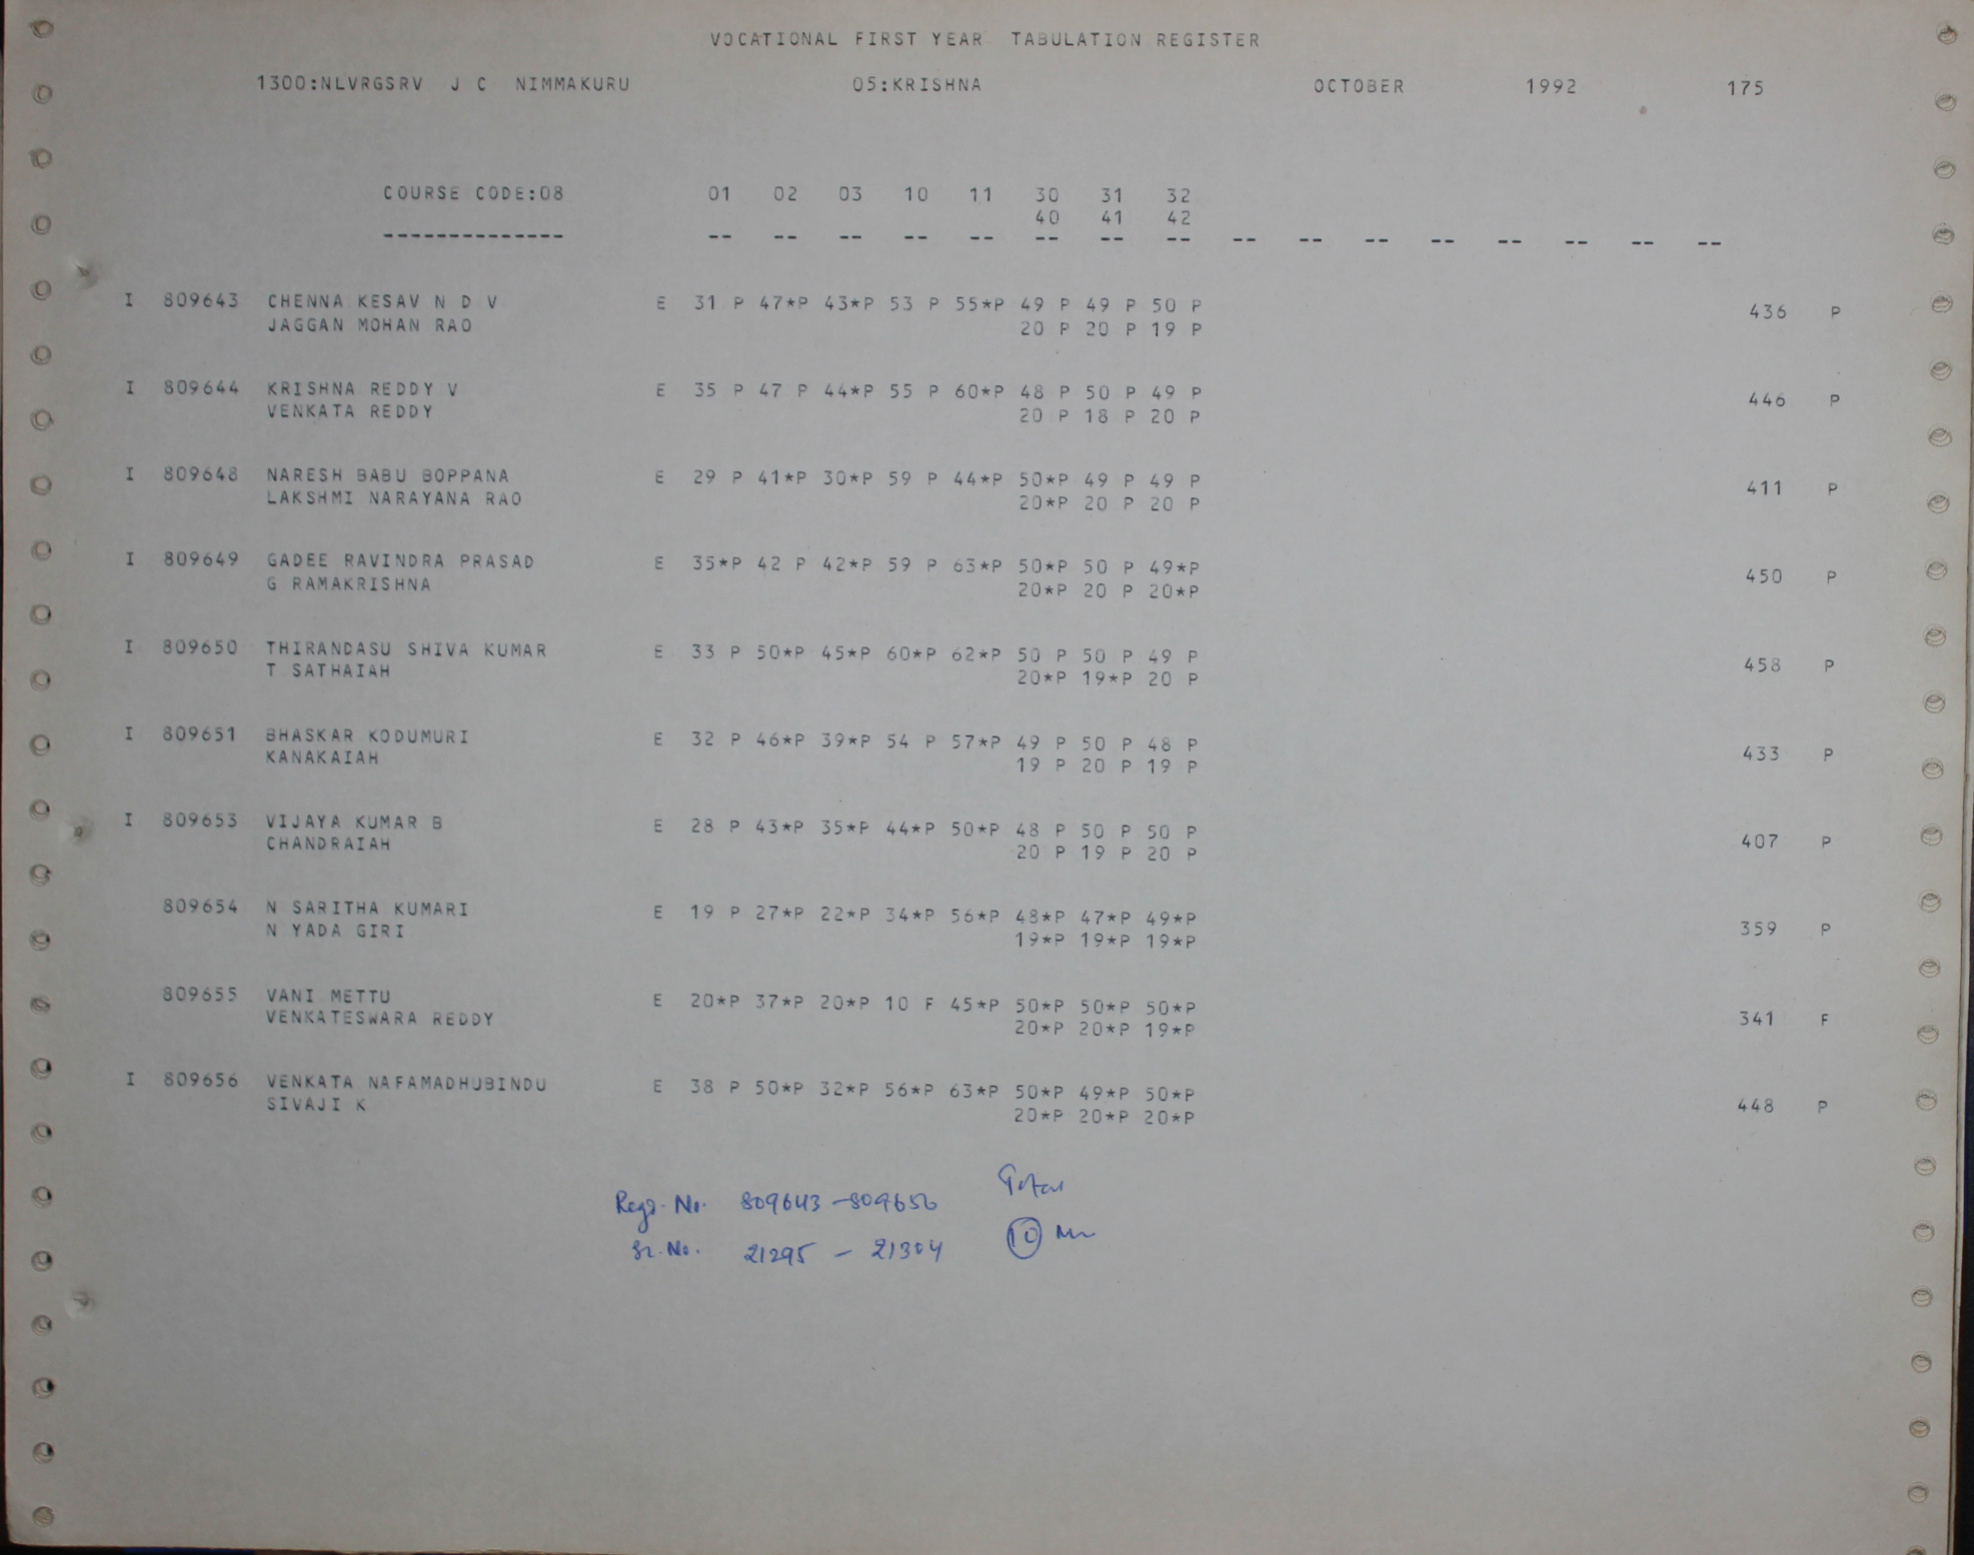 VOCATIONAL FIRST YEAR TABULATION REGISTER
1300:NLVRGSRV J C NIMMAKURU 05:KRISHNA OCTOBER 1992 175
COURSE CODE:08 01 02 03 10 11 30 31 32
40 41 42
-------------- -- -- -- -- -- -- -- -- -- -- -- -- -- -- -- --
I 809643 CHENNA KESAV N D V E 31 P 47*P 43*P 53 P 55*P 49 P 49 P 50 P 436 P
JAGGAN MOHAN RAO 20 P 20 P 19 P
I 809644 KRISHNA REDDY V E 35 P 47 P 44*P 55 P 60*P 48 P 50 P 49 P 446 P
VENKATA REDDY 20 P 18 P 20 P
I 809648 NARESH BABU BOPPANA E 29 P 41*P 30*P 59 P 44*P 50*P 49 P 49 P 411 P
LAKSHMI NARAYANA RAO 20*P 20 P 20 P
I 809649 GADEE RAVINDRA PRASAD E 35*P 42 P 42*P 59 P 63*P 50*P 50 P 49*P 450 P
G RAMAKRISHNA 20*P 20 P 20*P
I 809650 THIRANDASU SHIVA KUMAR E 33 P 50*P 45*P 60*P 62*P 50 P 50 P 49 P 458 P
T SATHAIAH 20*P 19*P 20 P
I 809651 BHASKAR KODUMURI E 32 P 46*P 39*P 54 P 57*P 49 P 50 P 48 P 433 P
KANAKAIAH 19 P 20 P 19 P
I 809653 VIJAYA KUMAR B E 28 P 43*P 35*P 44*P 50*P 48 P 50 P 50 P 407 P
CHANDRAIAH 20 P 19 P 20 P
809654 N SARITHA KUMARI E 19 P 27*P 22*P 34*P 56*P 48*P 47*P 49*P 359 P
N YADA GIRI 19*P 19*P 19*P
809655 VANI METTU E 20*P 37*P 20*P 10 F 45*P 50*P 50*P 50*P 341 F
VENKATESWARA REDDY 20*P 20*P 19*P
I 809656 VENKATA NAFAMADHUBINDU E 38 P 50*P 32*P 56*P 63*P 50*P 49*P 50*P 448 P
SIVAJI K 20*P 20*P 20*P
Regd. No. 809643 - 809656 Total
Sr. No. 21295 - 21304 10